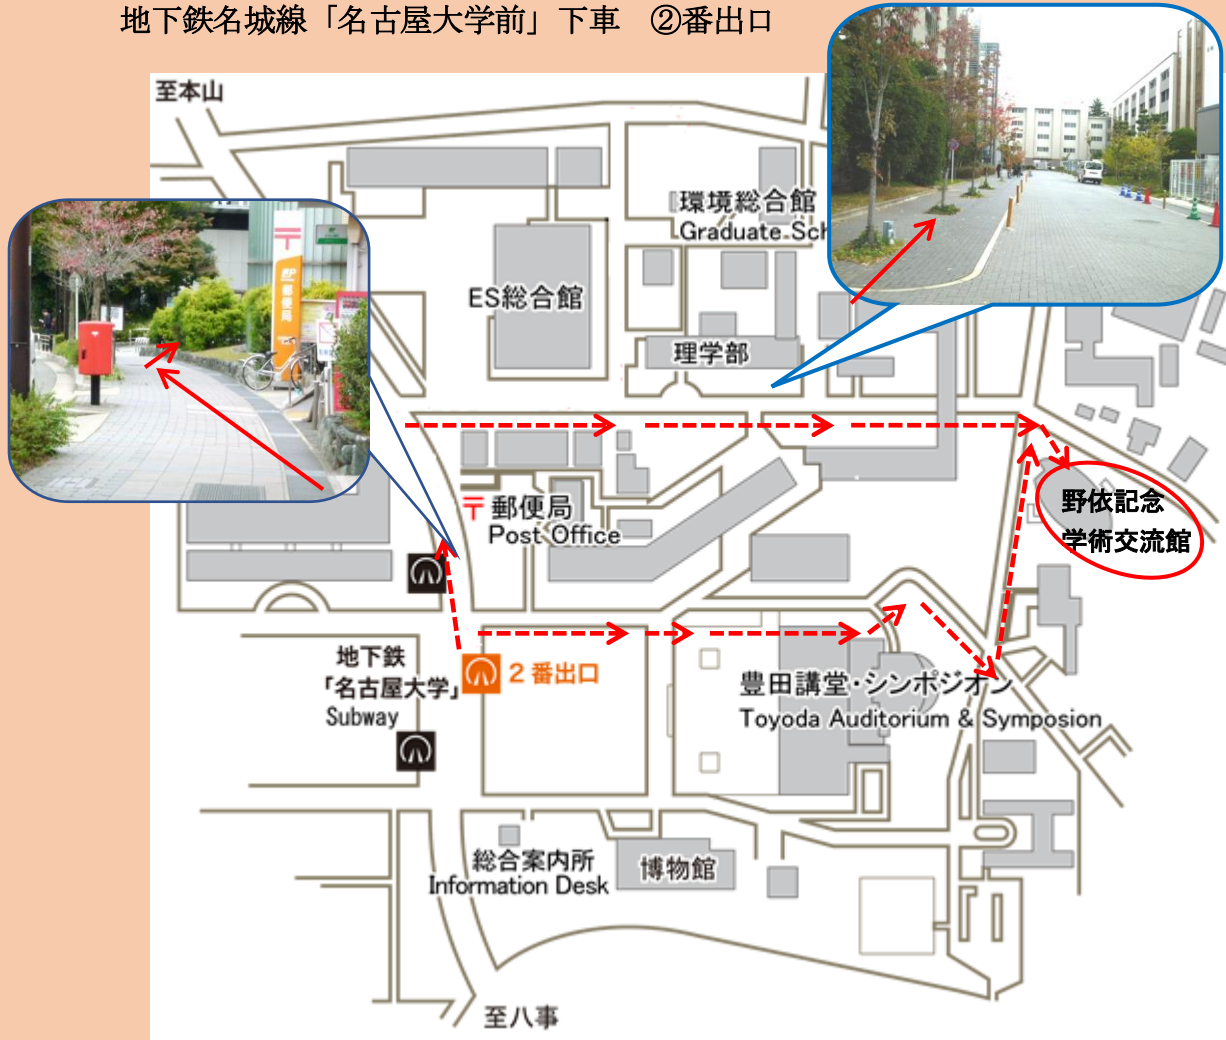 地下鉄名城線「名古屋大学前」下車　②番出口
至本山
環境総合館
Graduate Sch
ES総合館
理学部
郵便局
〒郵便局
Post Office
野依記念
学術交流館
地下鉄
「名古屋大学」
Subway
2番出口
豊田講堂・シンポジオン
Toyoda Auditorium & Symposion
総合案内所
Information Desk
博物館
至八事